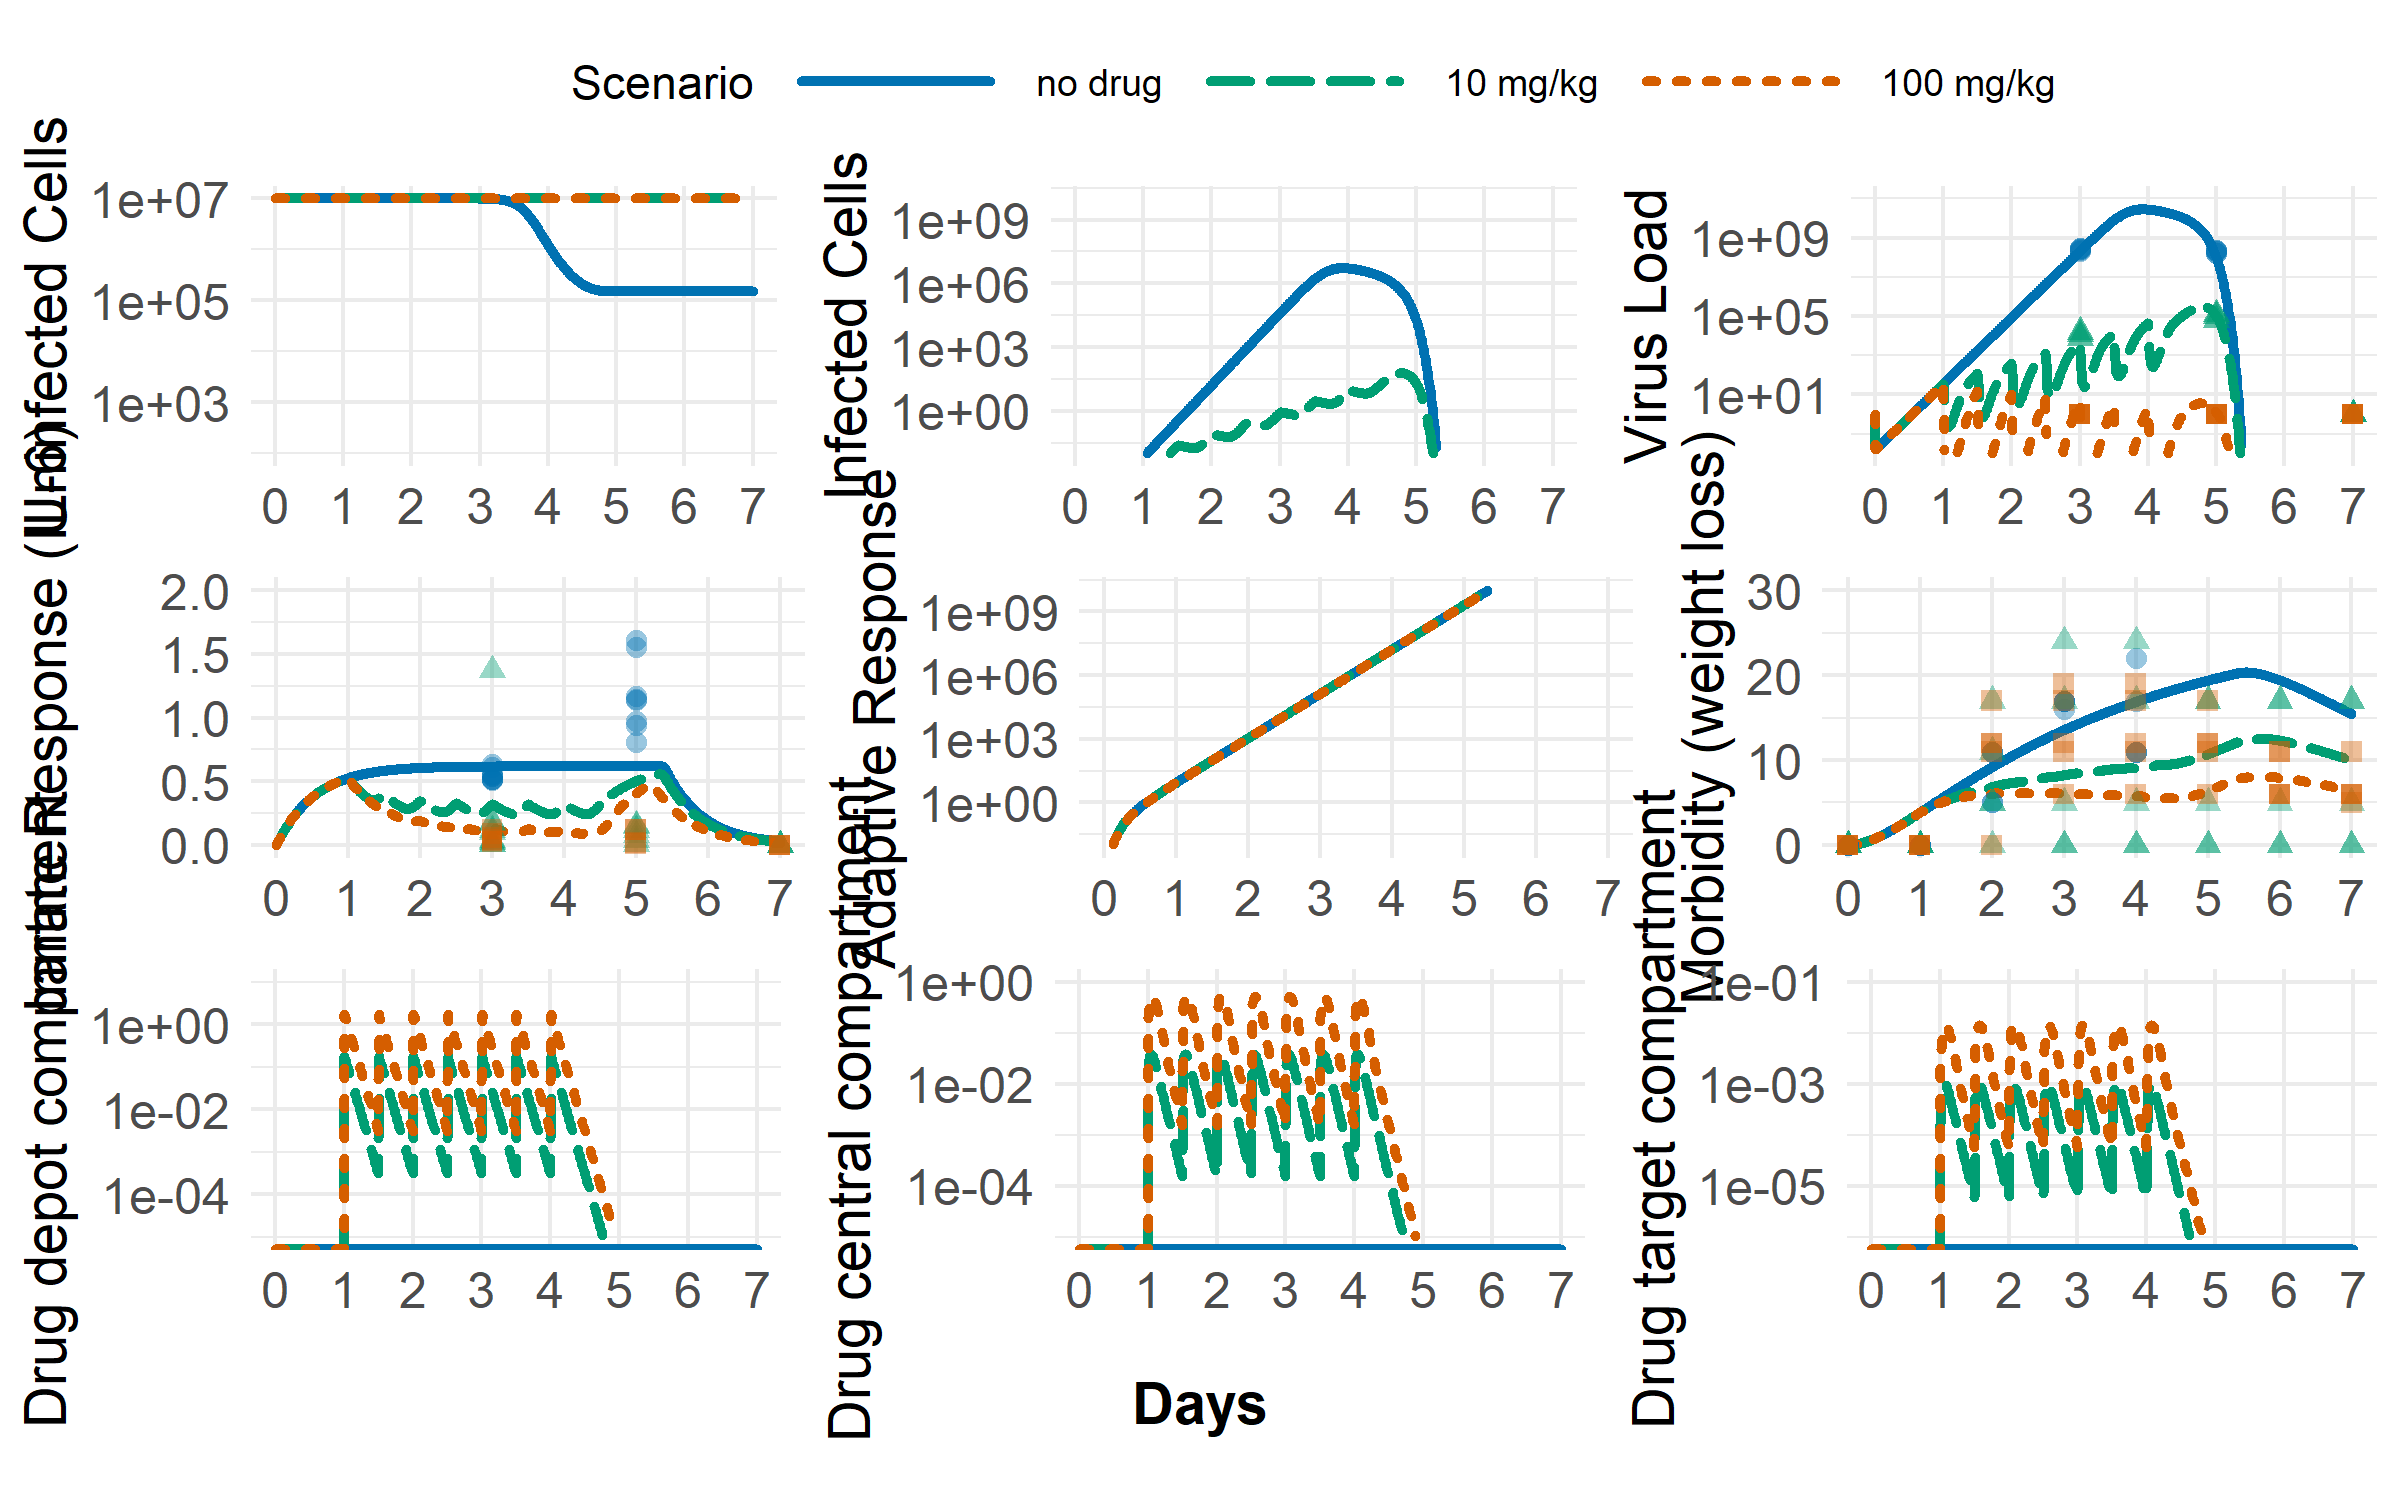 Scenario no drug 10 mg/kg 100 mg/kg
Uninfected Cells
1e+07
1e+05
1e+03
0 1 2 3 4 5 6 7
Infected Cells
1e+09
1e+06
1e+03
1e+00
0 1 2 3 4 5 6 7
Virus Load
1e+09
1e+05
1e+01
0 1 2 3 4 5 6 7
Innate Response (IL-6)
2.0
1.5
1.0
0.5
0.0
0 1 2 3 4 5 6 7
Adaptive Response
1e+09
1e+06
1e+03
1e+00
0 1 2 3 4 5 6 7
Morbidity (weight loss)
30
20
10
0
0 1 2 3 4 5 6 7
Drug depot compartment
1e+00
1e-02
1e-04
0 1 2 3 4 5 6 7
Drug central compartment
1e+00
1e-02
1e-04
0 1 2 3 4 5 6 7
Drug target compartment
1e-01
1e-03
1e-05
0 1 2 3 4 5 6 7
Days